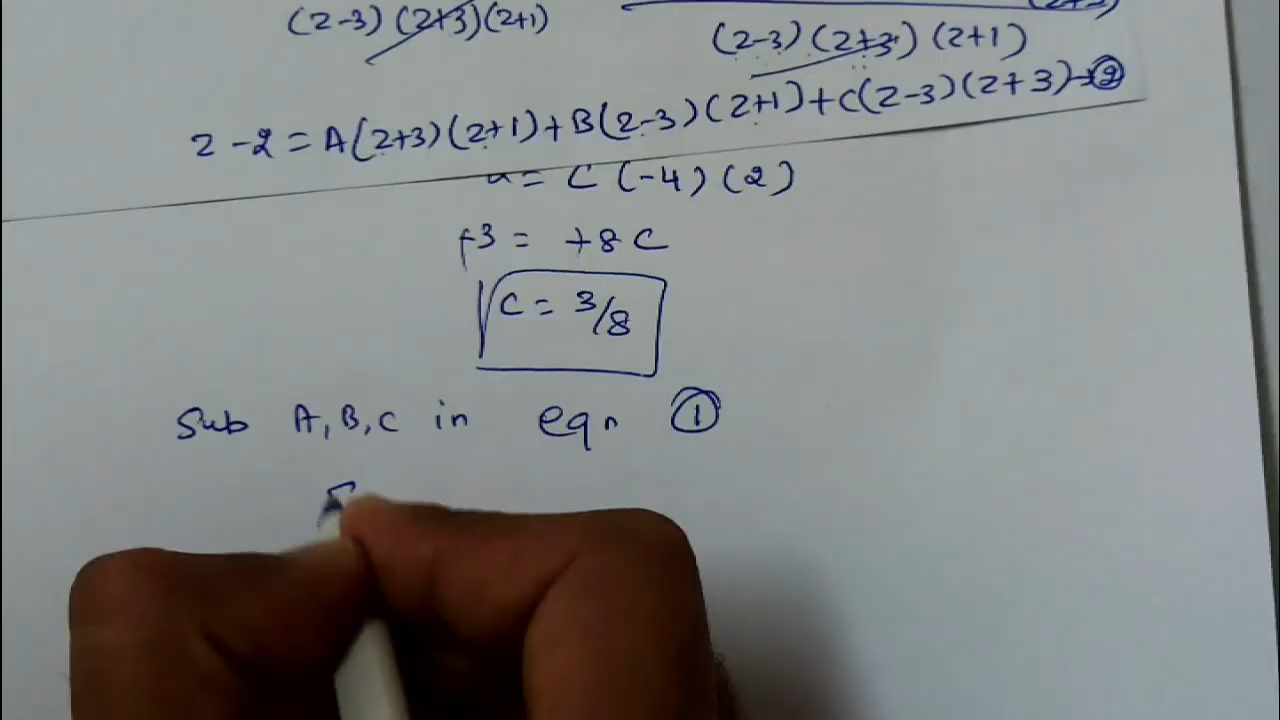 (z-3) (z+3) (z+1)
(z-3) (z+3) (z+1)
z - 2 = A(z+3)(z+1) + B(z-3)(z+1) + C(z-3)(z+3) → ②
= C (-4) (2)
+3 = +8 C
C = 3/8
Sub A, B, C in eqn ①